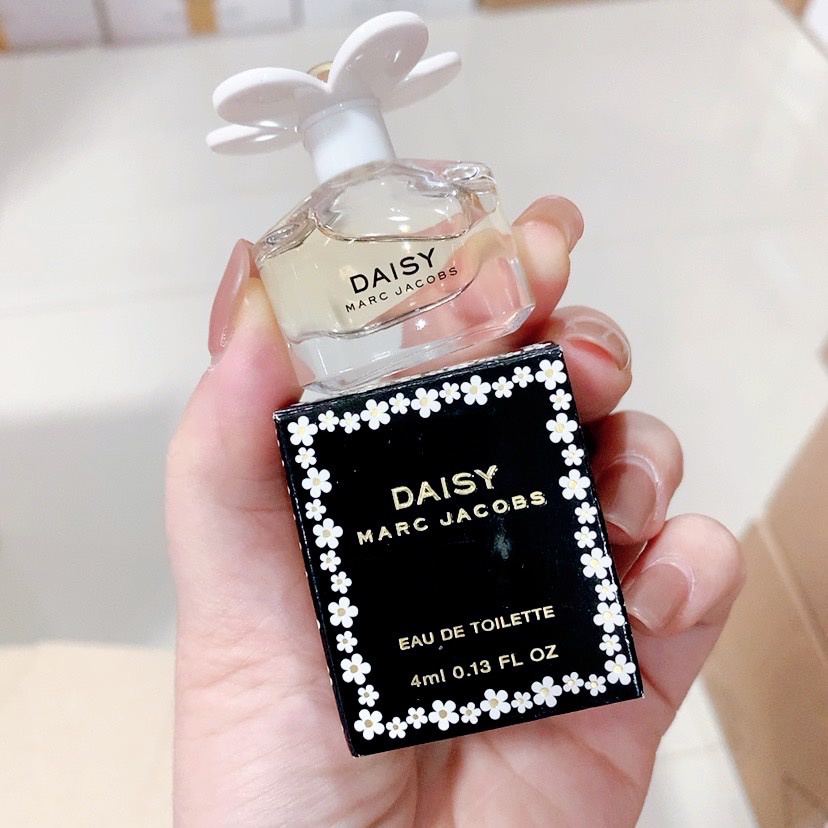 DAISY
MARC JACOBS
DAISY
MARC JACOBS
EAU DE TOILETTE
4ml 0.13 FL OZ